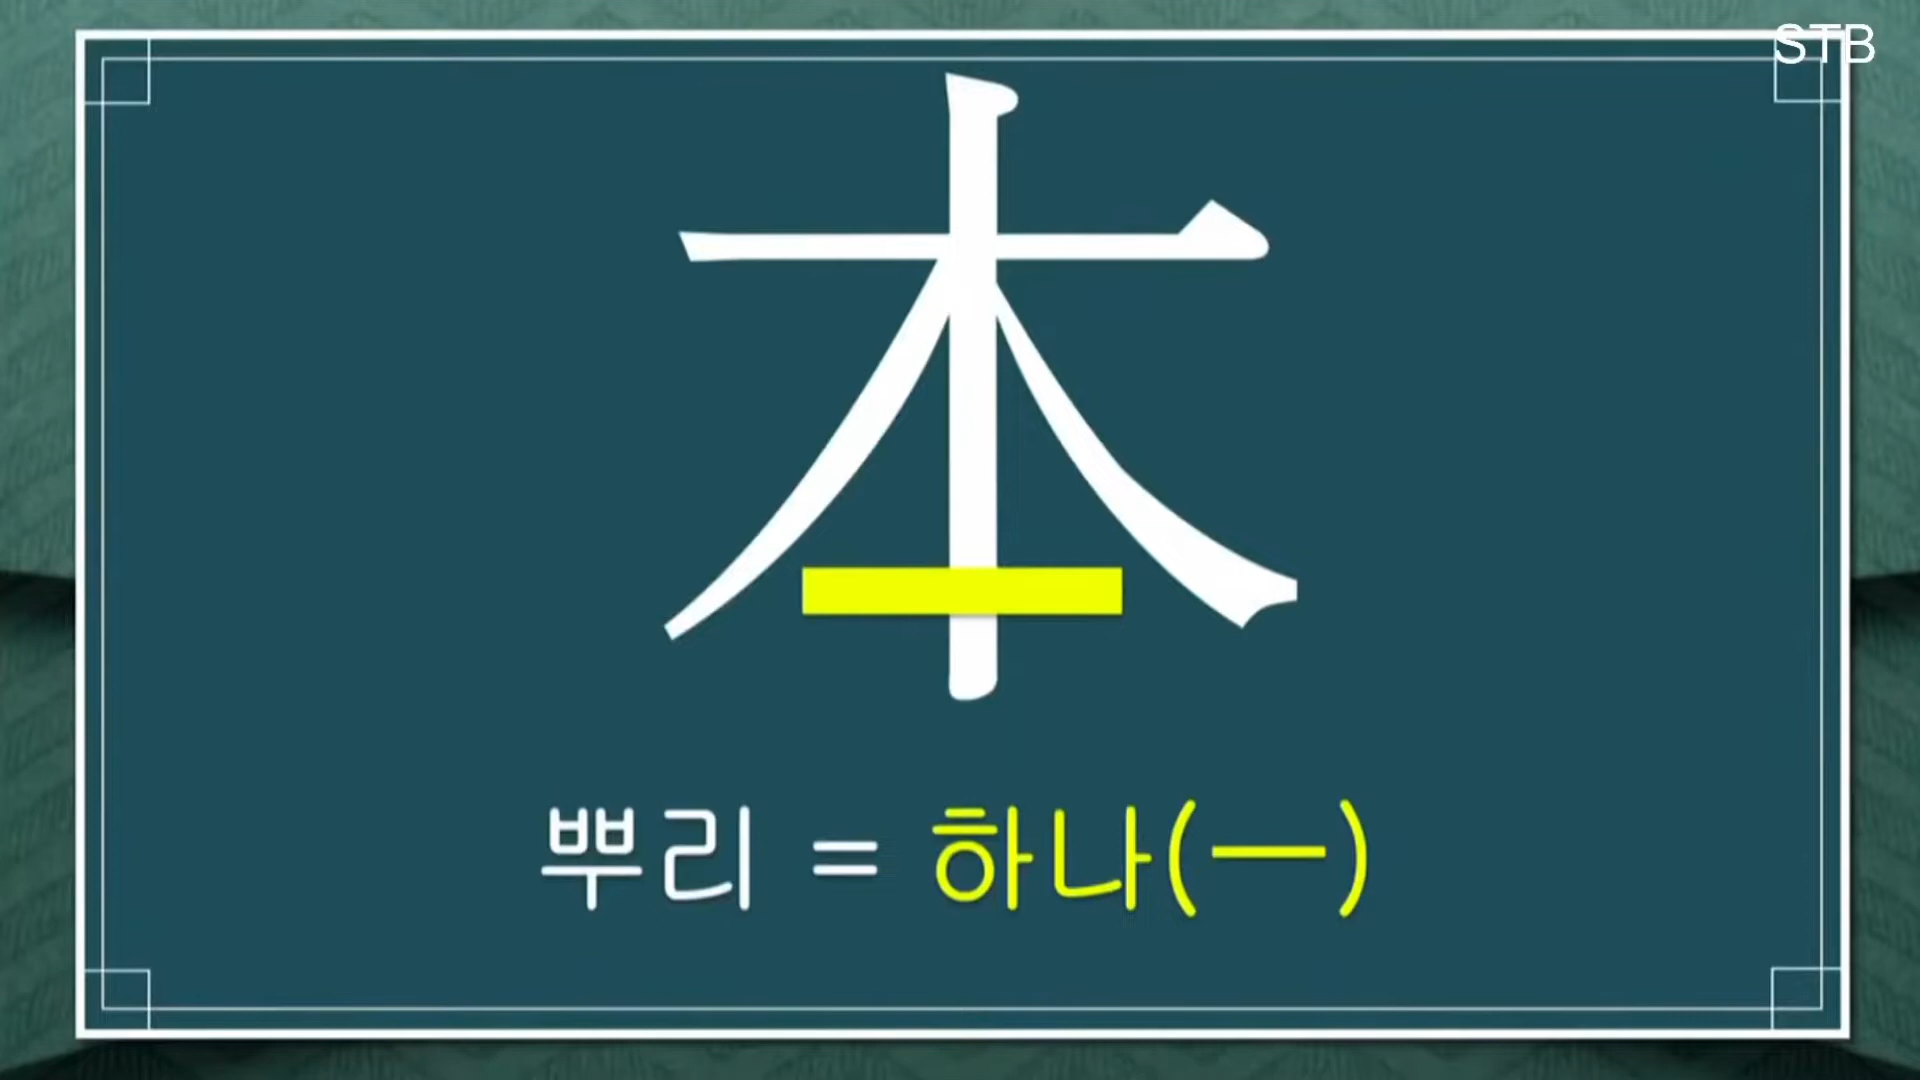 STB
本
뿌리 = 하나(一)